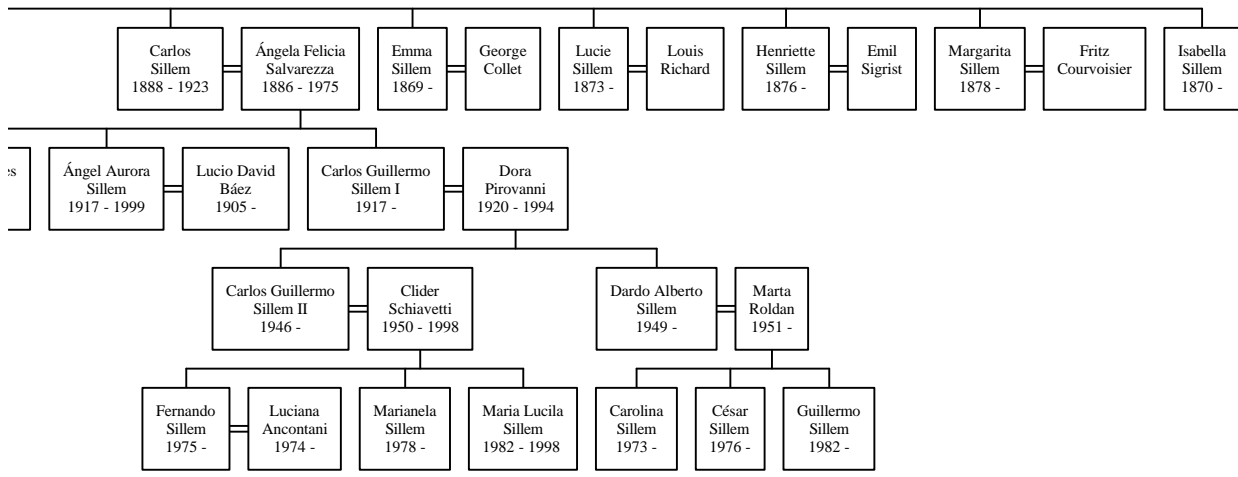 Carlos
Sillem
1888 - 1923
Ángela Felicia
Salvarezza
1886 - 1975
Emma
Sillem
1869 -
George
Collet
Lucie
Sillem
1873 -
Louis
Richard
Henriette
Sillem
1876 -
Emil
Sigrist
Margarita
Sillem
1878 -
Fritz
Courvoisier
Isabella
Sillem
1870 -
es
Ángel Aurora
Sillem
1917 - 1999
Lucio David
Báez
1905 -
Carlos Guillermo
Sillem I
1917 -
Dora
Pirovanni
1920 - 1994
Carlos Guillermo
Sillem II
1946 -
Clider
Schiavetti
1950 - 1998
Dardo Alberto
Sillem
1949 -
Marta
Roldan
1951 -
Fernando
Sillem
1975 -
Luciana
Ancontani
1974 -
Marianela
Sillem
1978 -
Maria Lucila
Sillem
1982 - 1998
Carolina
Sillem
1973 -
César
Sillem
1976 -
Guillermo
Sillem
1982 -